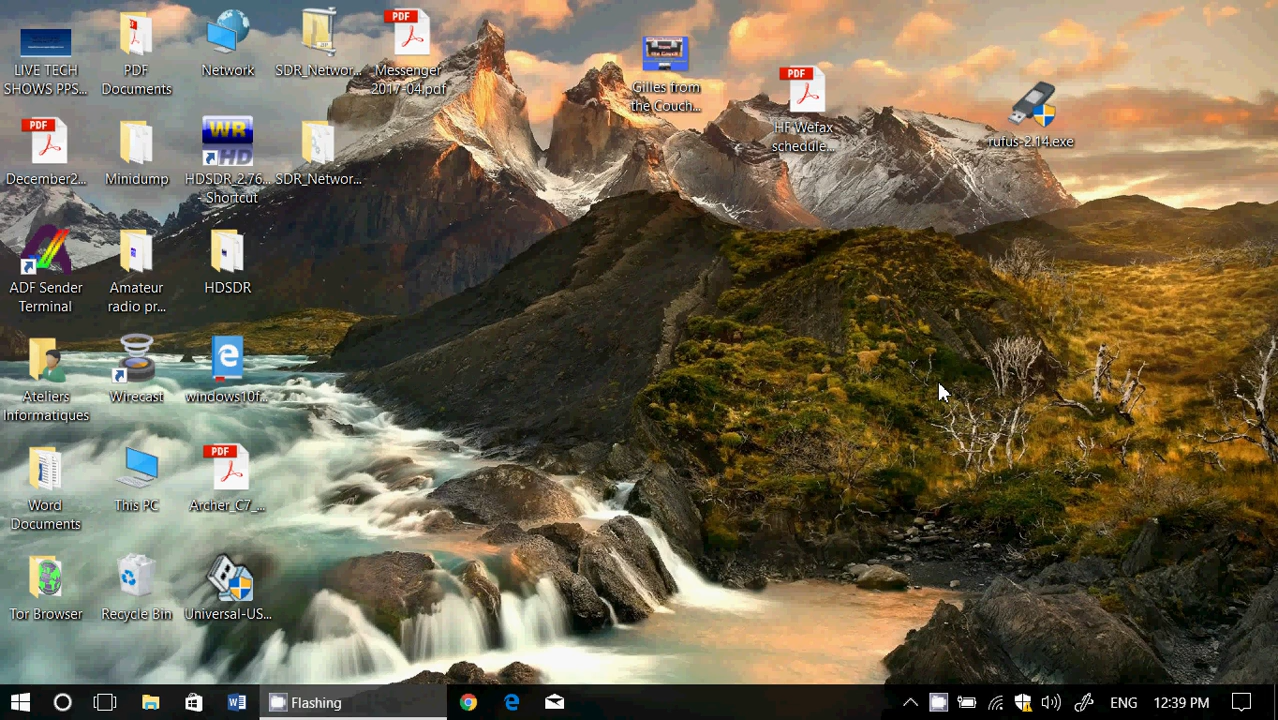 LIVE TECH
SHOWS PPS...
PDF
Documents
Network
SDR_Networ...
PDF
Messenger
2017-04.pdf
Gilles from
the Couch...
PDF
HF Wefax
schedule...
rufus-2.14.exe
PDF
December2...
Minidump
WR
HD
HDSDR 2.76...
- Shortcut
SDR_Networ...
ADF Sender
Terminal
Amateur
radio pr...
HDSDR
Ateliers
Informatiques
Wirecast
windows10f...
Word
Documents
This PC
PDF
Archer_C7_...
Tor Browser
Recycle Bin
Universal-US...
Flashing
ENG
12:39 PM